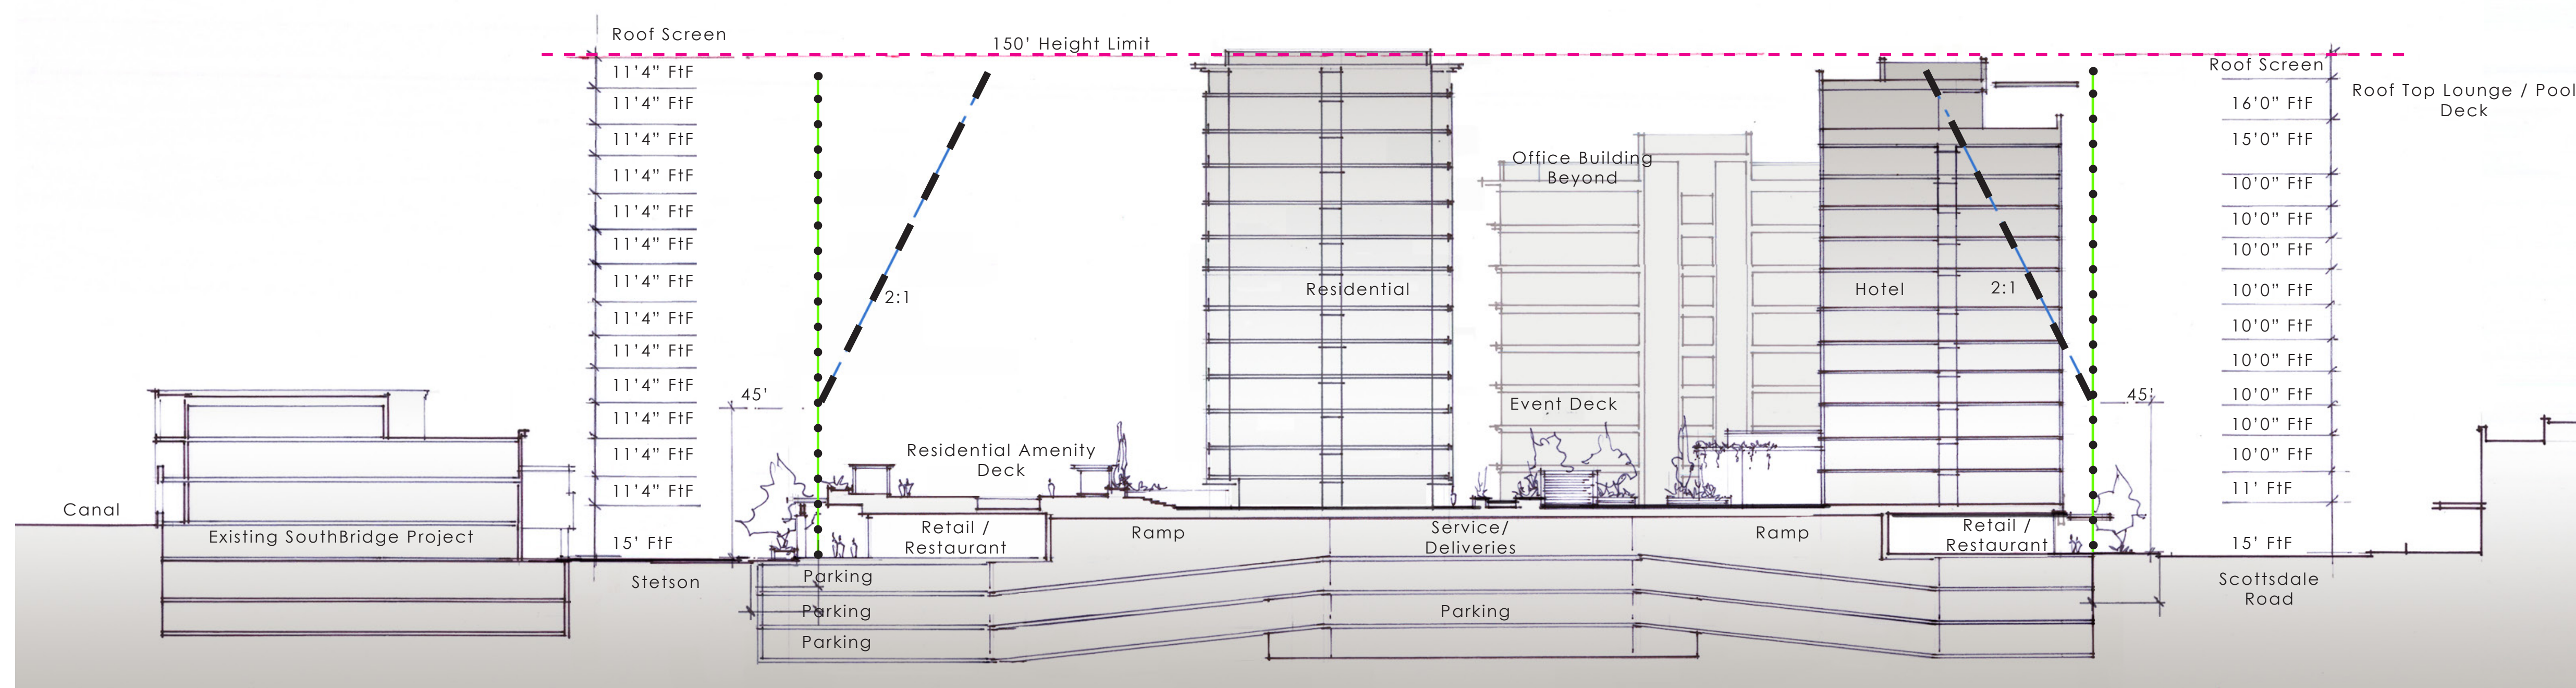 Roof Screen
150’ Height Limit
11’4” FtF
11’4” FtF
11’4” FtF
11’4” FtF
11’4” FtF
11’4” FtF
11’4” FtF
11’4” FtF
11’4” FtF
11’4” FtF
11’4” FtF
11’4” FtF
11’4” FtF
15’ FtF
45’
2:1
Canal
Existing SouthBridge Project
Stetson
Residential Amenity
Deck
Retail /
Restaurant
Ramp
Parking
Parking
Parking
Residential
Office Building
Beyond
Event Deck
Service/
Deliveries
Parking
Ramp
Hotel
2:1
Retail /
Restaurant
45’
Roof Screen
16’0” FtF
15’0” FtF
10’0” FtF
10’0” FtF
10’0” FtF
10’0” FtF
10’0” FtF
10’0” FtF
10’0” FtF
10’0” FtF
10’0” FtF
11’ FtF
15’ FtF
Roof Top Lounge / Pool
Deck
Scottsdale
Road